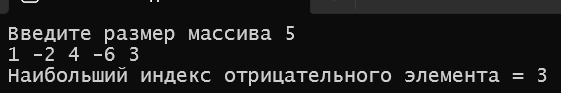 Введите размер массива 5
1 -2 4 -6 3
Наибольший индекс отрицательного элемента = 3